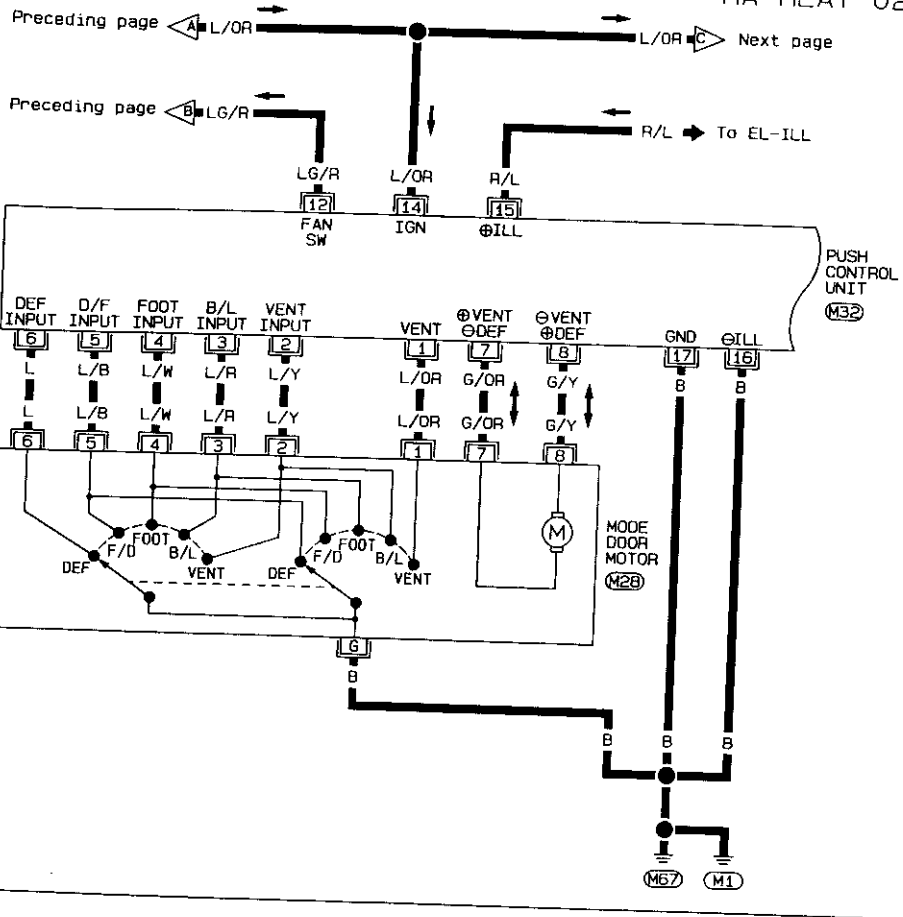 HA-HEAT-02
Preceding page A L/OR
L/OR C Next page
Preceding page B LG/R
R/L To EL-ILL
LG/R L/OR R/L
12 14 15
FAN SW IGN ⊕ILL
PUSH CONTROL UNIT
M32
DEF INPUT D/F INPUT FOOT INPUT B/L INPUT VENT INPUT VENT ⊕VENT ⊖DEF ⊖VENT ⊕DEF GND ⊖ILL
6 5 4 3 2 1 7 8 17 16
L L/B L/W L/R L/Y L/OR G/OR G/Y B B
L L/B L/W L/R L/Y L/OR G/OR G/Y
6 5 4 3 2 1 7 8
DEF F/D FOOT B/L VENT
DEF F/D FOOT B/L VENT
M
MODE DOOR MOTOR
M28
G
B
B B B
M67 M1